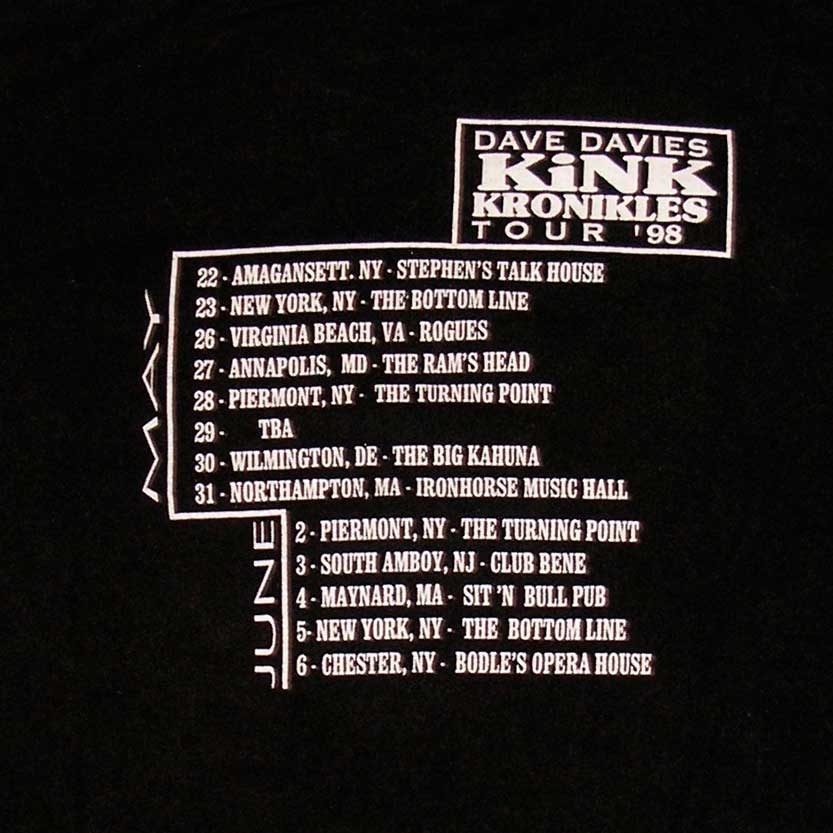 DAVE DAVIES
KiNK
KRONIKLES
TOUR '98
MAY
22 - AMAGANSETT. NY - STEPHEN'S TALK HOUSE
23 - NEW YORK, NY - THE BOTTOM LINE
26 - VIRGINIA BEACH, VA - ROGUES
27 - ANNAPOLIS, MD - THE RAM'S HEAD
28 - PIERMONT, NY - THE TURNING POINT
29 - TBA
30 - WILMINGTON, DE - THE BIG KAHUNA
31 - NORTHAMPTON, MA - IRONHORSE MUSIC HALL
JUNE
2 - PIERMONT, NY - THE TURNING POINT
3 - SOUTH AMBOY, NJ - CLUB BENE
4 - MAYNARD, MA - SIT 'N BULL PUB
5- NEW YORK, NY - THE BOTTOM LINE
6 - CHESTER, NY - BODLE'S OPERA HOUSE